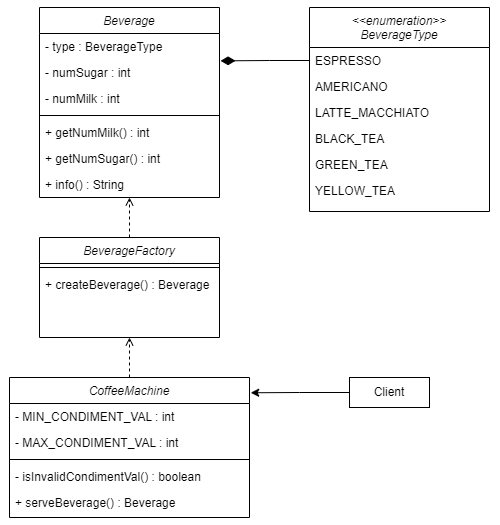 Beverage
- type : BeverageType
- numSugar : int
- numMilk : int
+ getNumMilk() : int
+ getNumSugar() : int
+ info() : String
<<enumeration>>
BeverageType
ESPRESSO
AMERICANO
LATTE_MACCHIATO
BLACK_TEA
GREEN_TEA
YELLOW_TEA
BeverageFactory
+ createBeverage() : Beverage
CoffeeMachine
- MIN_CONDIMENT_VAL : int
- MAX_CONDIMENT_VAL : int
- isInvalidCondimentVal() : boolean
+ serveBeverage() : Beverage
Client